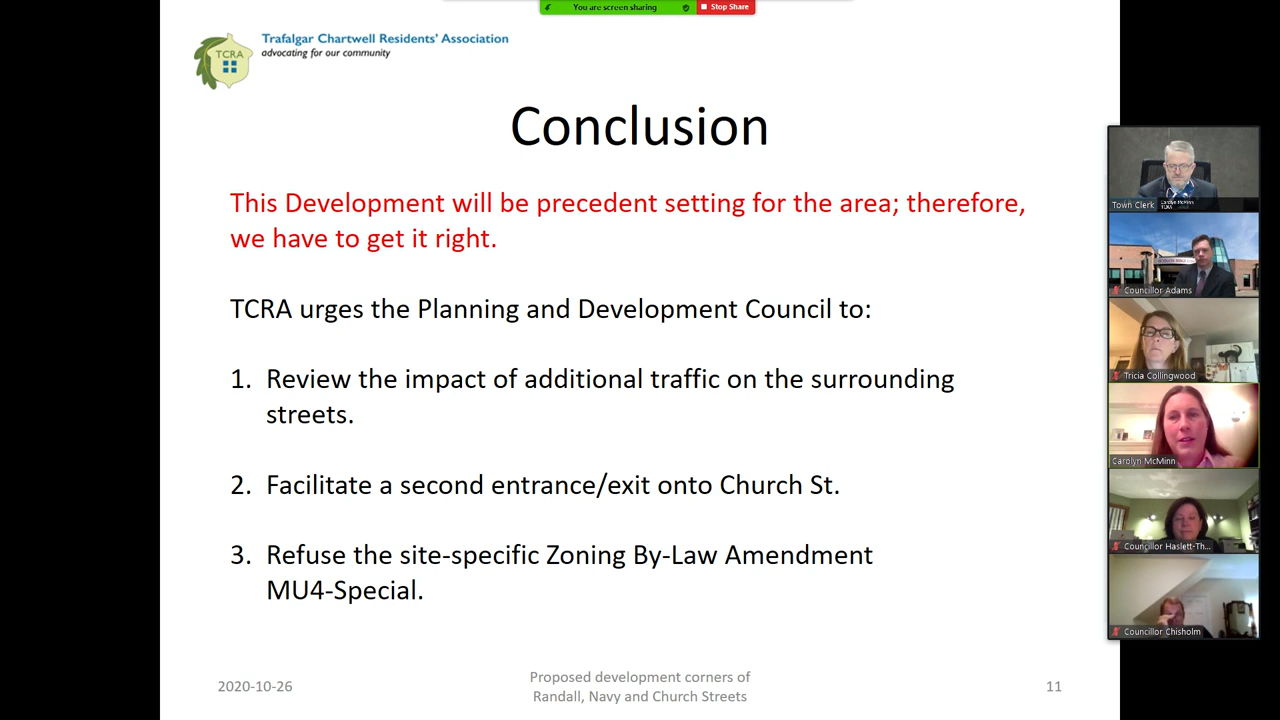 You are screen sharing
Stop Share
TCRA
Trafalgar Chartwell Residents' Association
advocating for our community
Conclusion
This Development will be precedent setting for the area; therefore,
we have to get it right.
TCRA urges the Planning and Development Council to:
1. Review the impact of additional traffic on the surrounding
streets.
2. Facilitate a second entrance/exit onto Church St.
3. Refuse the site-specific Zoning By-Law Amendment
MU4-Special.
2020-10-26
Proposed development corners of
Randall, Navy and Church Streets
11
Town Clerk
Carolyn McMinn
TCRA
Councillor Adams
Tricia Collingwood
Carolyn McMinn
Councillor Haslett-Th...
Councillor Chisholm